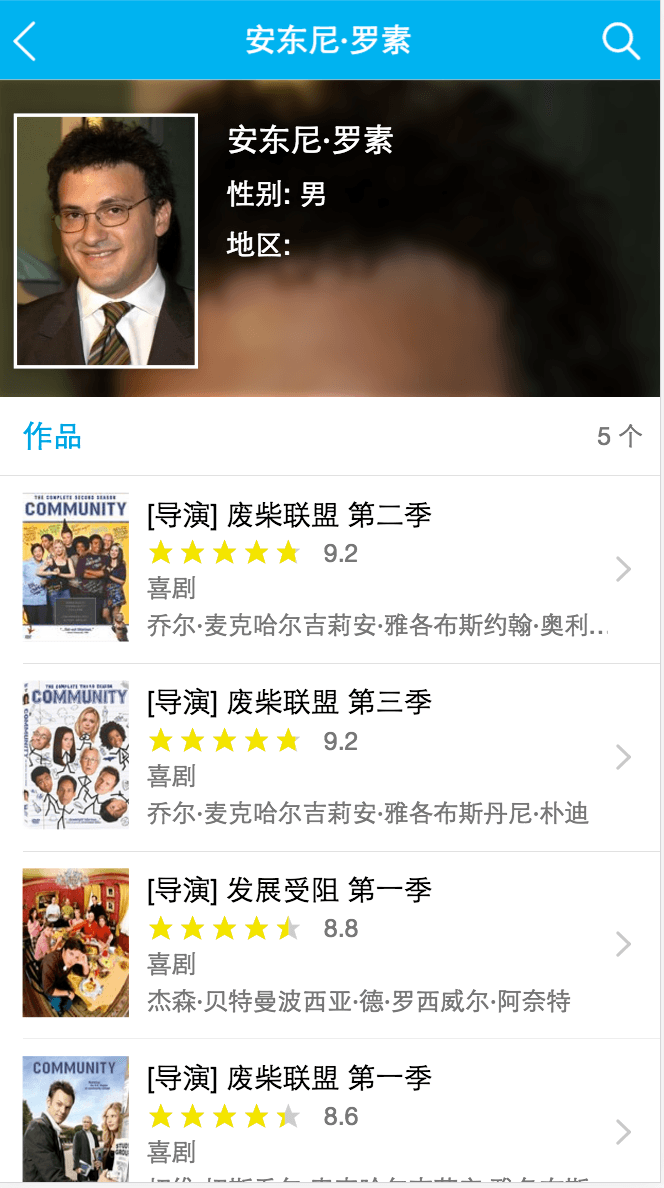 安东尼·罗素
安东尼·罗素
性别: 男
地区:
作品
5 个
THE COMPLETE SECOND SEASON
COMMUNITY
[导演] 废柴联盟 第二季
9.2
喜剧
乔尔·麦克哈尔吉莉安·雅各布斯约翰·奥利...
THE COMPLETE THIRD SEASON
COMMUNITY
COMMUNITY
[导演] 废柴联盟 第三季
9.2
喜剧
乔尔·麦克哈尔吉莉安·雅各布斯丹尼·朴迪
[导演] 发展受阻 第一季
8.8
喜剧
杰森·贝特曼波西亚·德·罗西威尔·阿奈特
COMMUNITY
[导演] 废柴联盟 第一季
8.6
喜剧